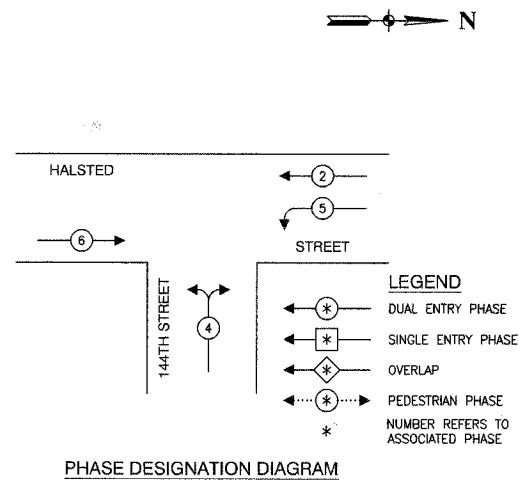 N
HALSTED
2
5
6
STREET
144TH STREET
4
LEGEND
* DUAL ENTRY PHASE
* SINGLE ENTRY PHASE
* OVERLAP
* PEDESTRIAN PHASE
* NUMBER REFERS TO
ASSOCIATED PHASE
PHASE DESIGNATION DIAGRAM